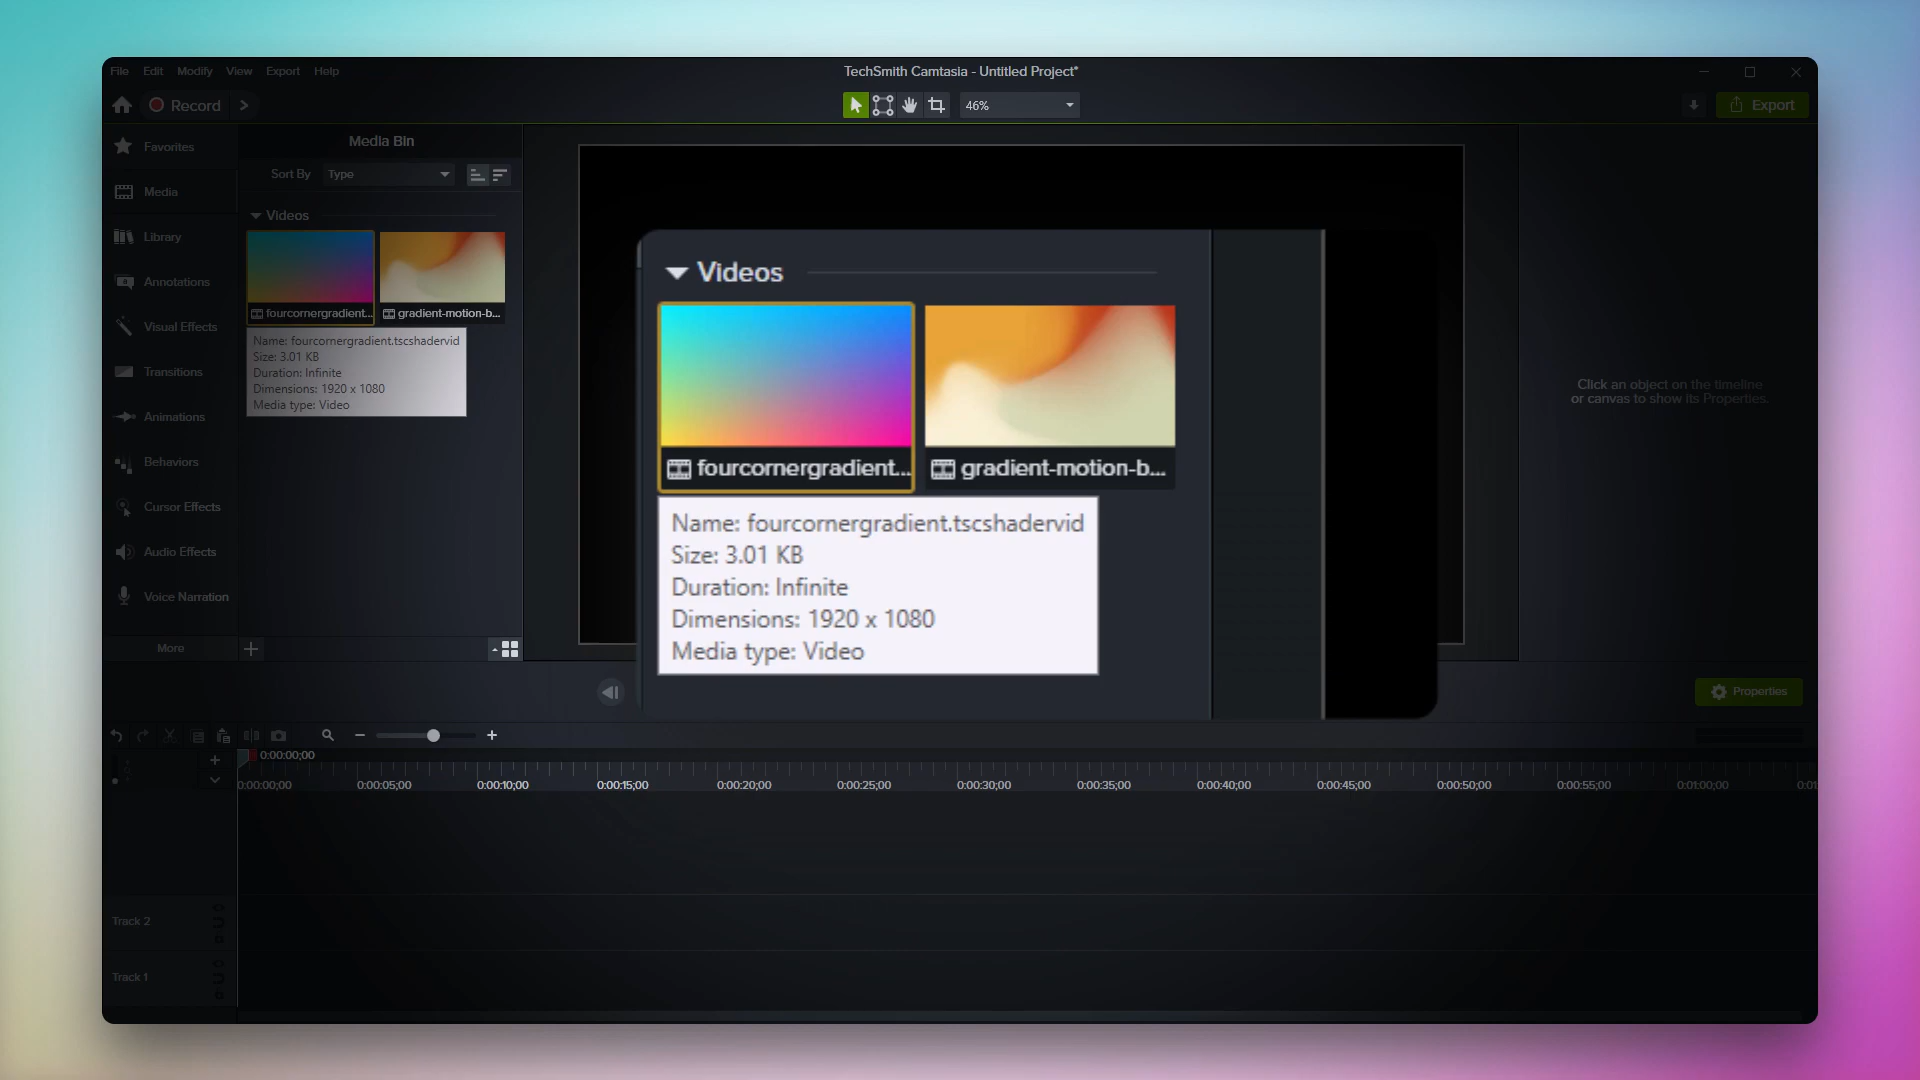 File Edit Modify View Export Help
TechSmith Camtasia - Untitled Project*
Record
46%
Export
Favorites
Media
Library
Annotations
Visual Effects
Transitions
Animations
Behaviors
Cursor Effects
Audio Effects
Voice Narration
More
Media Bin
Sort By Type
Videos
fourcornergradient... gradient-motion-b...
Name: fourcornergradient.tscshadervid
Size: 3.01 KB
Duration: Infinite
Dimensions: 1920 x 1080
Media type: Video
Videos
fourcornergradient... gradient-motion-b...
Name: fourcornergradient.tscshadervid
Size: 3.01 KB
Duration: Infinite
Dimensions: 1920 x 1080
Media type: Video
Click an object on the timeline
or canvas to show its Properties.
Properties
0:00:00;00
0:00:00;00 0:00:05;00 0:00:10;00 0:00:15;00 0:00:20;00 0:00:25;00 0:00:30;00 0:00:35;00 0:00:40;00 0:00:45;00 0:00:50;00 0:00:55;00 0:01:00;00 0:01
Track 2
Track 1